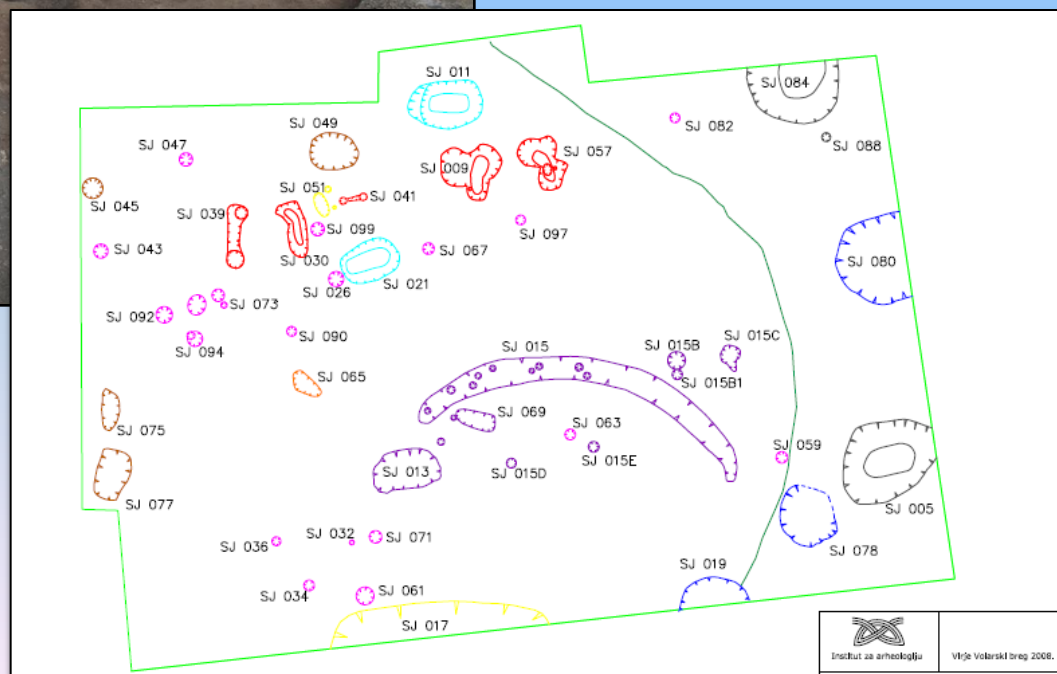 SJ 011
SJ 084
SJ 082
SJ 088
SJ 049
SJ 047
SJ 057
SJ 009
SJ 051
SJ 041
SJ 045
SJ 039
SJ 099
SJ 097
SJ 043
SJ 067
SJ 030
SJ 080
SJ 026
SJ 021
SJ 073
SJ 092
SJ 090
SJ 094
SJ 015
SJ 015B
SJ 015C
SJ 065
SJ 015B1
SJ 069
SJ 075
SJ 063
SJ 059
SJ 015E
SJ 013
SJ 015D
SJ 077
SJ 005
SJ 032
SJ 071
SJ 036
SJ 078
SJ 019
SJ 034
SJ 061
SJ 017
Institut za arheologiju
Virje Volarski breg 2008.